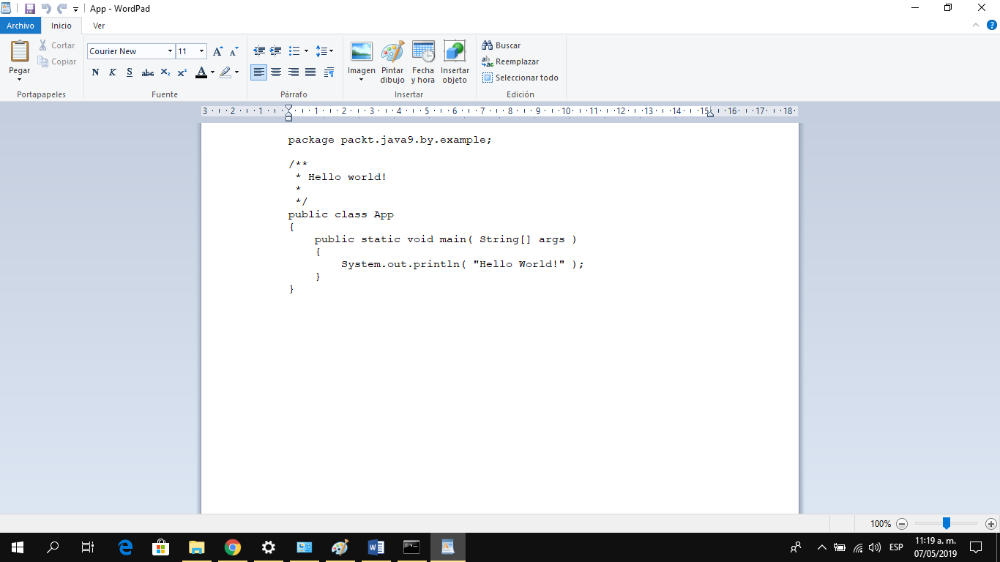 App - WordPad
Archivo Inicio Ver
Pegar
Cortar
Copiar
Portapapeles
Courier New 11
N K S abc X₂ X²
Fuente
Párrafo
Imagen
Pintar dibujo
Fecha y hora
Insertar objeto
Insertar
Buscar
Reemplazar
Seleccionar todo
Edición
3 2 1 1 2 3 4 5 6 7 8 9 10 11 12 13 14 15 16 17 18
package packt.java9.by.example;
/**
 * Hello world!
 *
 */
public class App
{
    public static void main( String[] args )
    {
        System.out.println( "Hello World!" );
    }
}
100%
ESP
11:19 a. m.
07/05/2019